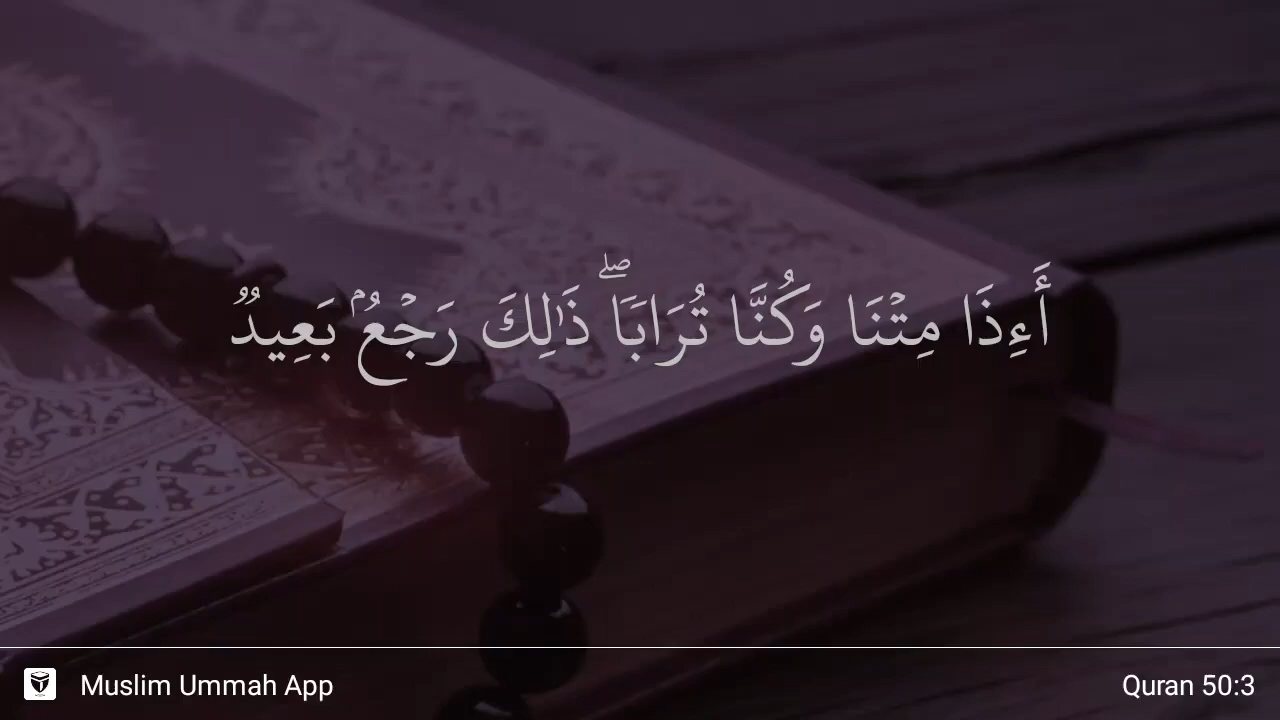 أَءِذَا مِتۡنَا وَكُنَّا تُرَابٗاۖ ذَٰلِكَ رَجۡعُۢ بَعِيدٞ
Muslim Ummah App
Quran 50:3